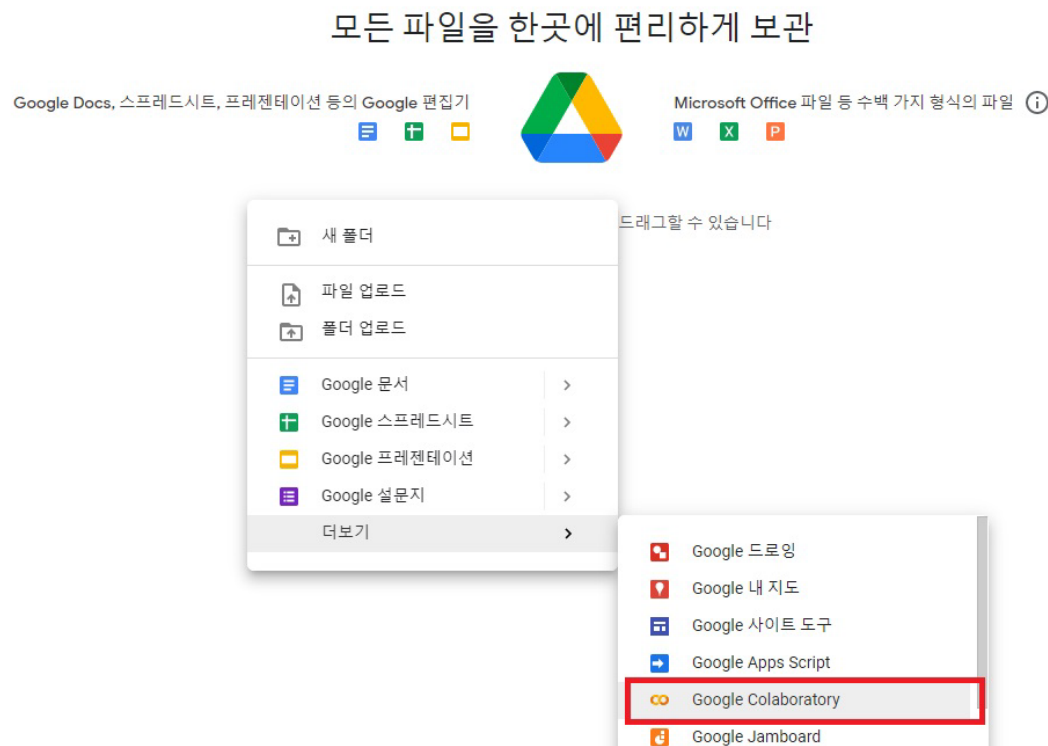 모든 파일을 한곳에 편리하게 보관
Google Docs, 스프레드시트, 프레젠테이션 등의 Google 편집기
Microsoft Office 파일 등 수백 가지 형식의 파일
W X P
드래그할 수 있습니다
새 폴더
파일 업로드
폴더 업로드
Google 문서
Google 스프레드시트
Google 프레젠테이션
Google 설문지
더보기
Google 드로잉
Google 내 지도
Google 사이트 도구
Google Apps Script
Google Colaboratory
Google Jamboard